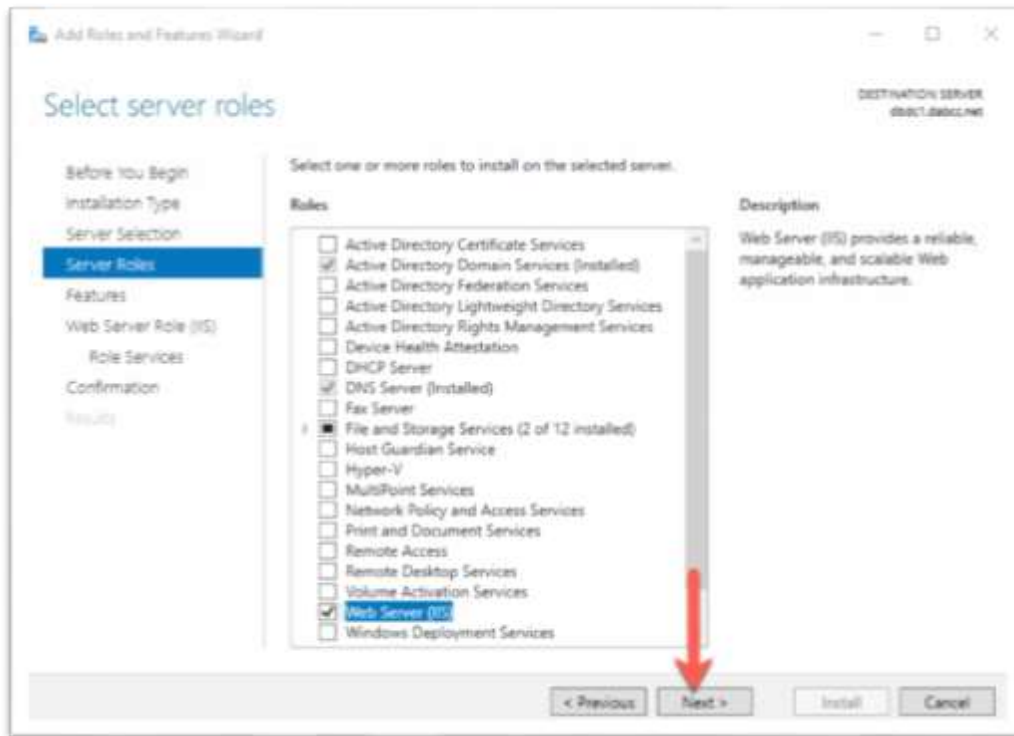 Add Roles and Features Wizard
Select server roles
DESTINATION SERVER
Before You Begin
Installation Type
Server Selection
Server Roles
Features
Web Server Role (IIS)
Role Services
Confirmation
Results
Select one or more roles to install on the selected server.
Roles
Active Directory Certificate Services
Active Directory Domain Services (Installed)
Active Directory Federation Services
Active Directory Lightweight Directory Services
Active Directory Rights Management Services
Device Health Attestation
DHCP Server
DNS Server (Installed)
Fax Server
File and Storage Services (2 of 12 installed)
Host Guardian Service
Hyper-V
MultiPoint Services
Network Policy and Access Services
Print and Document Services
Remote Access
Remote Desktop Services
Volume Activation Services
Web Server (IIS)
Windows Deployment Services
Description
Web Server (IIS) provides a reliable,
manageable, and scalable Web
application infrastructure.
< Previous
Next >
Install
Cancel